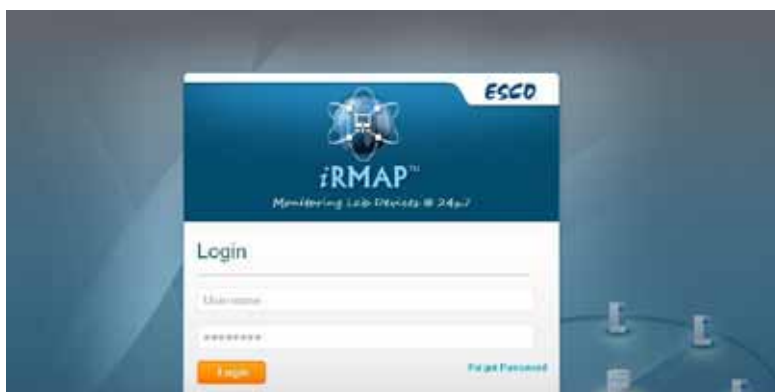 ESCO
iRMAP™
Monitoring Lab Devices @ 24x7
Login
Username
********
Login
Forgot Password